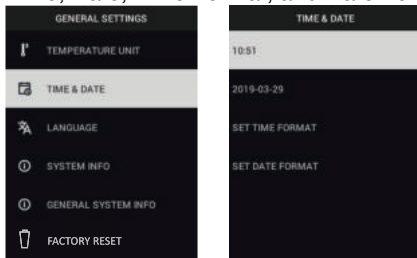 GENERAL SETTINGS
TEMPERATURE UNIT
TIME & DATE
LANGUAGE
SYSTEM INFO
GENERAL SYSTEM INFO
FACTORY RESET
TIME & DATE
10:51
2019-03-29
SET TIME FORMAT
SET DATE FORMAT